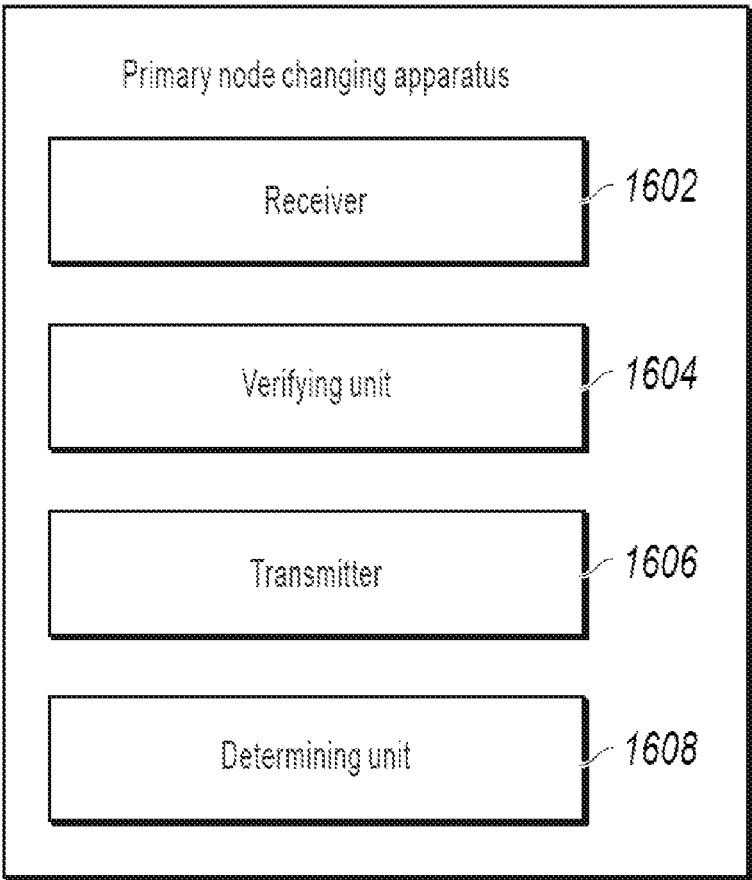 Primary node changing apparatus
Receiver
1602
Verifying unit
1604
Transmitter
1606
Determining unit
1608